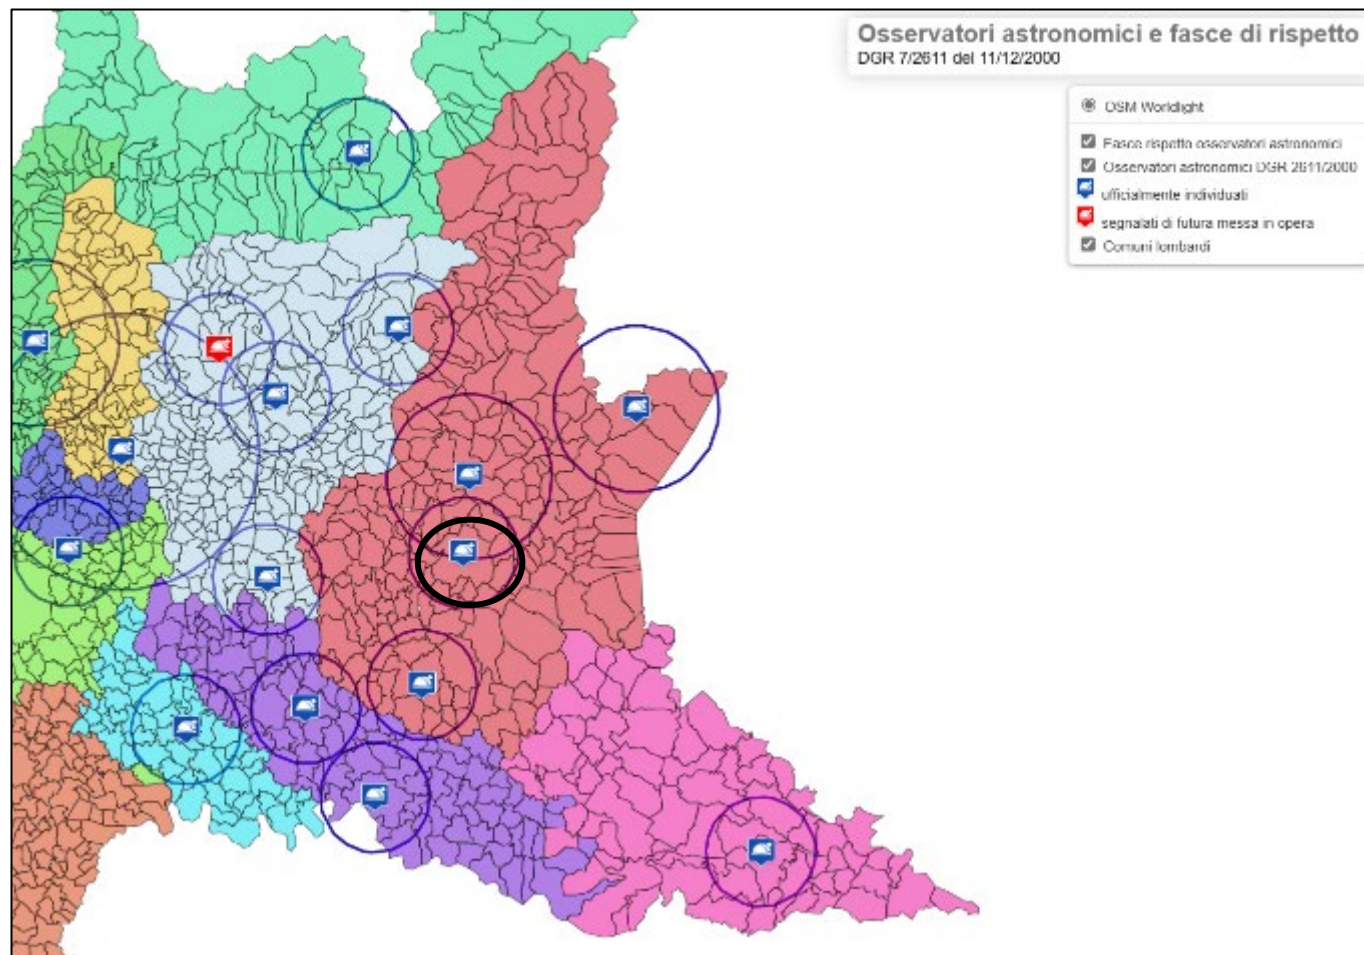 Osservatori astronomici e fasce di rispetto
DGR 7/2611 del 11/12/2000
OSM Worldlight
Fasce rispetto osservatori astronomici
Osservatori astronomici DGR 2611/2000
ufficialmente individuati
segnalati di futura messa in opera
Comuni lombardi